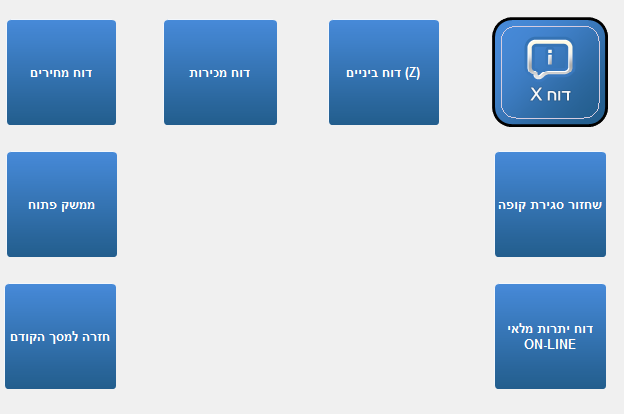 דוח X
דוח ביניים (Z)
דוח מכירות
דוח מחירים
שחזור סגירת קופה
ממשק פתוח
דוח יתרות מלאי
ON-LINE
חזרה למסך הקודם